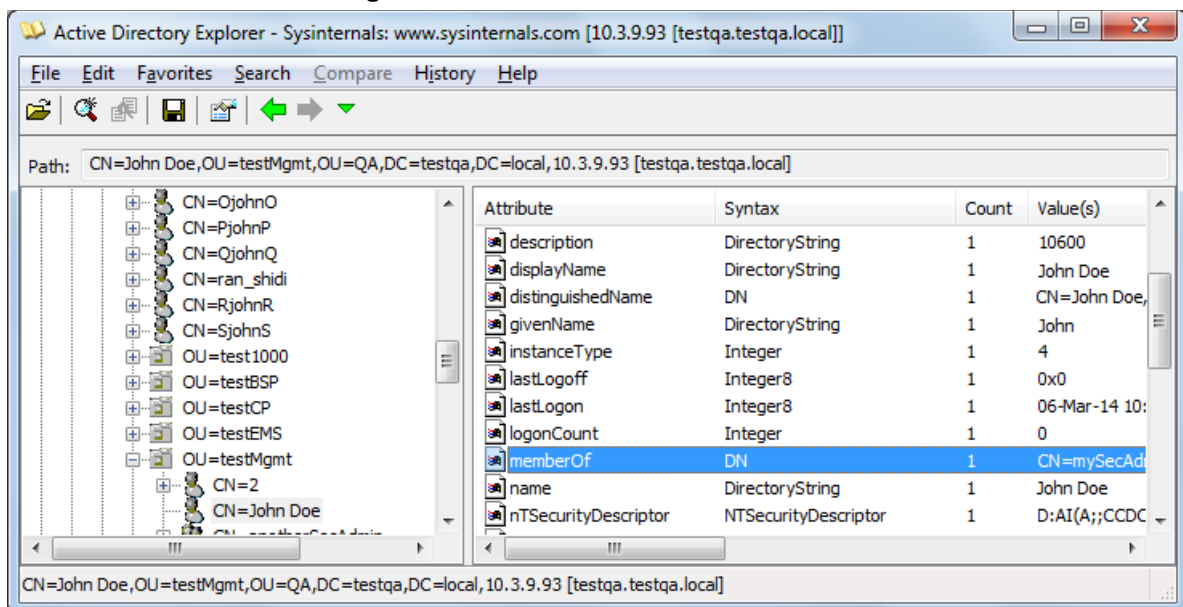 Active Directory Explorer - Sysinternals: www.sysinternals.com [10.3.9.93 [testqa.testqa.local]]
File Edit Favorites Search Compare History Help
Path: CN=John Doe,OU=testMgmt,OU=QA,DC=testqa,DC=local,10.3.9.93 [testqa.testqa.local]
CN=OjohnO
CN=PjohnP
CN=QjohnQ
CN=ran_shidi
CN=RjohnR
CN=SjohnS
OU=test1000
OU=testBSP
OU=testCP
OU=testEMS
OU=testMgmt
CN=2
CN=John Doe
CN=anotherSecAdmin
Attribute Syntax Count Value(s)
description DirectoryString 1 10600
displayName DirectoryString 1 John Doe
distinguishedName DN 1 CN=John Doe,
givenName DirectoryString 1 John
instanceType Integer 1 4
lastLogoff Integer8 1 0x0
lastLogon Integer8 1 06-Mar-14 10:
logonCount Integer 1 0
memberOf DN 1 CN=mySecAd
name DirectoryString 1 John Doe
nTSecurityDescriptor NTSecurityDescriptor 1 D:AI(A;;CCDC
CN=John Doe,OU=testMgmt,OU=QA,DC=testqa,DC=local,10.3.9.93 [testqa.testqa.local]